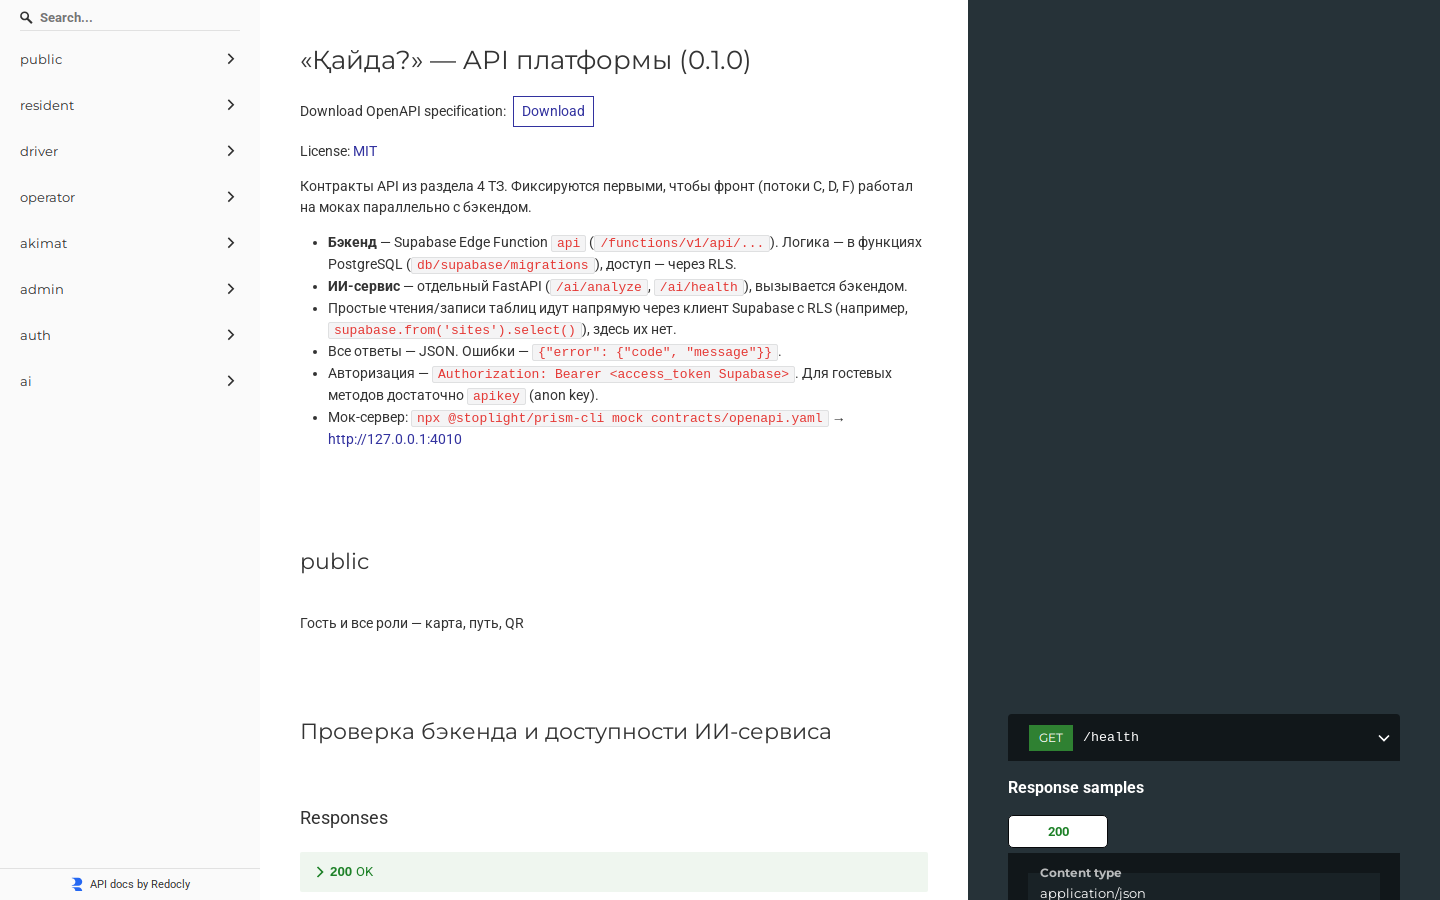 Search...
public
resident
driver
operator
akimat
admin
auth
ai
API docs by Redocly
«Қайда?» — API платформы (0.1.0)
Download OpenAPI specification: Download
License: MIT
Контракты API из раздела 4 ТЗ. Фиксируются первыми, чтобы фронт (потоки C, D, F) работал
на моках параллельно с бэкендом.
Бэкенд — Supabase Edge Function api ( /functions/v1/api/... ). Логика — в функциях
PostgreSQL ( db/supabase/migrations ), доступ — через RLS.
ИИ-сервис — отдельный FastAPI ( /ai/analyze , /ai/health ), вызывается бэкендом.
Простые чтения/записи таблиц идут напрямую через клиент Supabase с RLS (например,
supabase.from('sites').select() ), здесь их нет.
Все ответы — JSON. Ошибки — {"error": {"code", "message"}} .
Авторизация — Authorization: Bearer <access_token Supabase> . Для гостевых
методов достаточно apikey (anon key).
Мок-сервер: npx @stoplight/prism-cli mock contracts/openapi.yaml →
http://127.0.0.1:4010
public
Гость и все роли — карта, путь, QR
Проверка бэкенда и доступности ИИ-сервиса
Responses
200 OK
GET /health
Response samples
200
Content type
application/json